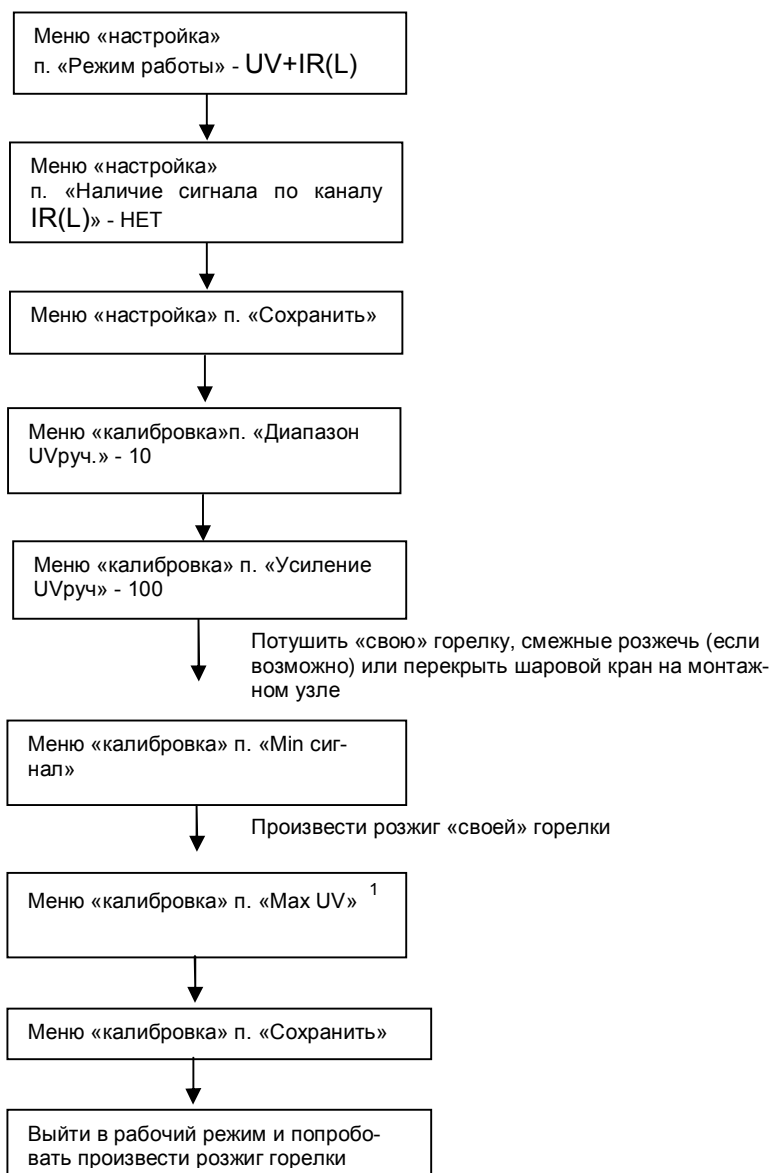 Меню «настройка»
п. «Режим работы» - UV+IR(L)
Меню «настройка»
п. «Наличие сигнала по каналу
IR(L)» - НЕТ
Меню «настройка» п. «Сохранить»
Меню «калибровка»п. «Диапазон
UVруч.» - 10
Меню «калибровка» п. «Усиление
UVруч» - 100
Потушить «свою» горелку, смежные розжечь (если
возможно) или перекрыть шаровой кран на монтаж-
ном узле
Меню «калибровка» п. «Min сиг-
нал»
Произвести розжиг «своей» горелки
Меню «калибровка» п. «Max UV» 1
Меню «калибровка» п. «Сохранить»
Выйти в рабочий режим и попробо-
вать произвести розжиг горелки